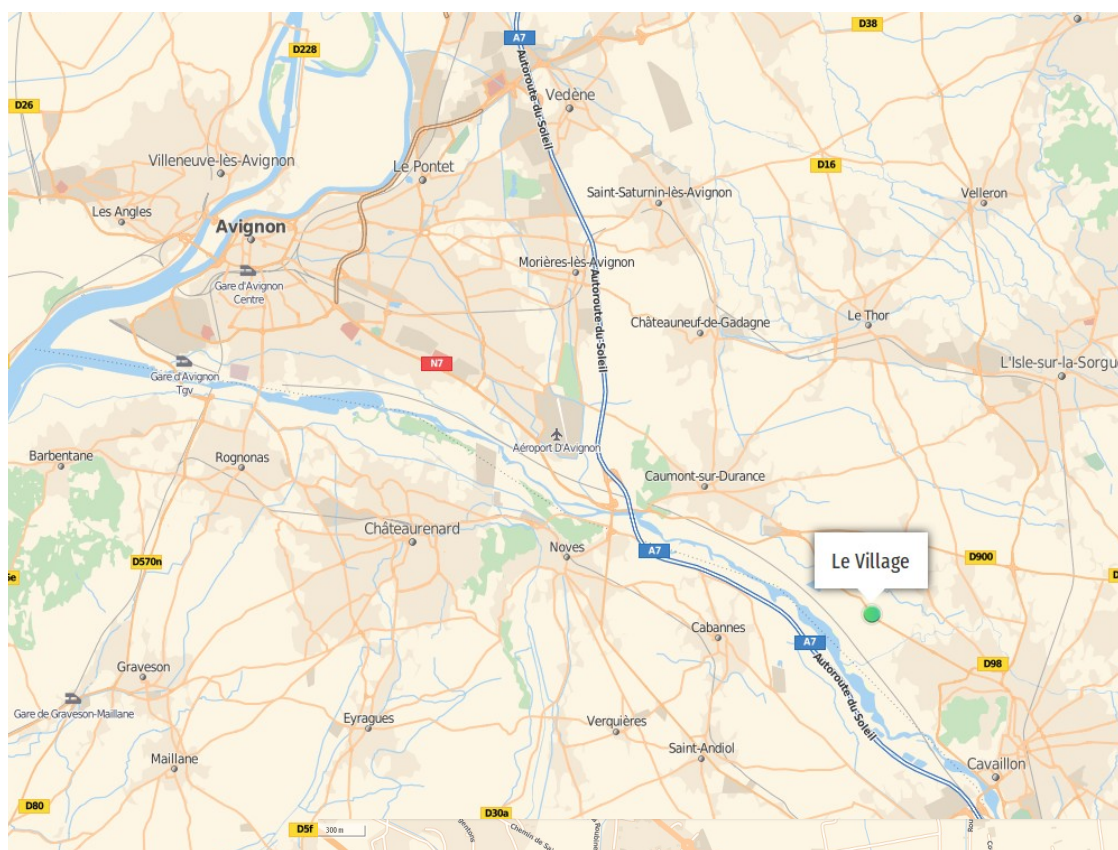 A7
D38
D228
Autoroute·du·Soleil
D26
Vedène
Villeneuve-lès-Avignon
Le Pontet
D16
Saint-Saturnin-lès-Avignon
Velleron
Les Angles
Avignon
Morières-lès-Avignon
Gare d'Avignon
Centre
Autoroute·du·Soleil
Châteauneuf-de-Gadagne
Le Thor
N7
L'Isle-sur-la-Sorgue
Gare d'Avignon
Tgv
Aéroport D'Avignon
Barbentane
Rognonas
Caumont-sur-Durance
Châteaurenard
Noves
A7
Le Village
D900
D570n
Cabannes
A7
Graveson
D98
Autoroute·du·Soleil
Gare de Graveson-Maillane
Eyragues
Verquières
Saint-Andiol
Maillane
Cavaillon
D80
D30a
D5f
300 m